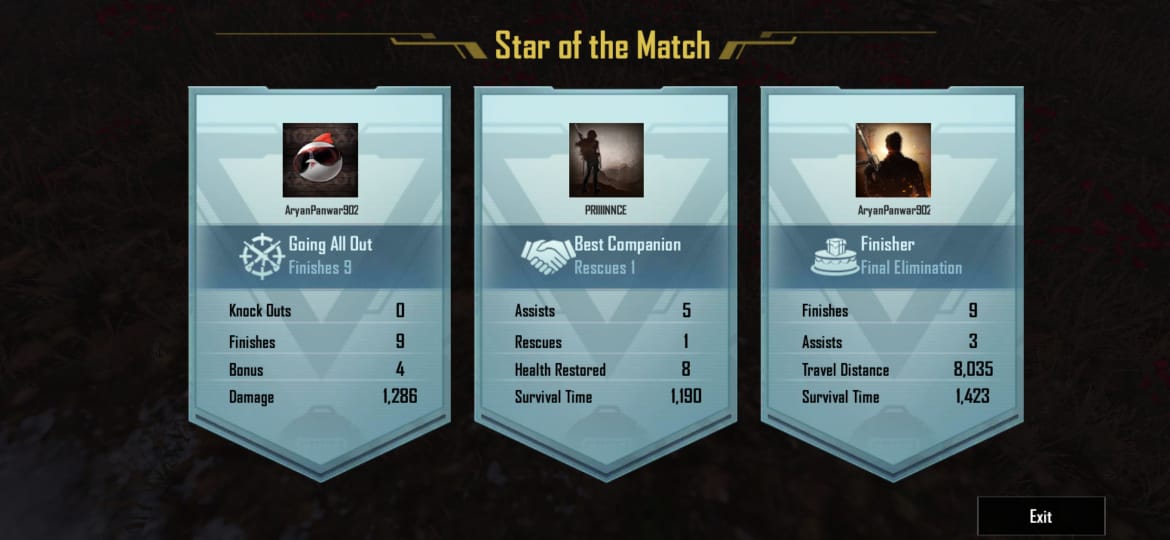 Star of the Match
AryanPanwar902
Going All Out
Finishes 9
Knock Outs 0
Finishes 9
Bonus 4
Damage 1,286
PRIIIINNCE
Best Companion
Rescues 1
Assists 5
Rescues 1
Health Restored 8
Survival Time 1,190
AryanPanwar902
Finisher
Final Elimination
Finishes 9
Assists 3
Travel Distance 8,035
Survival Time 1,423
Exit